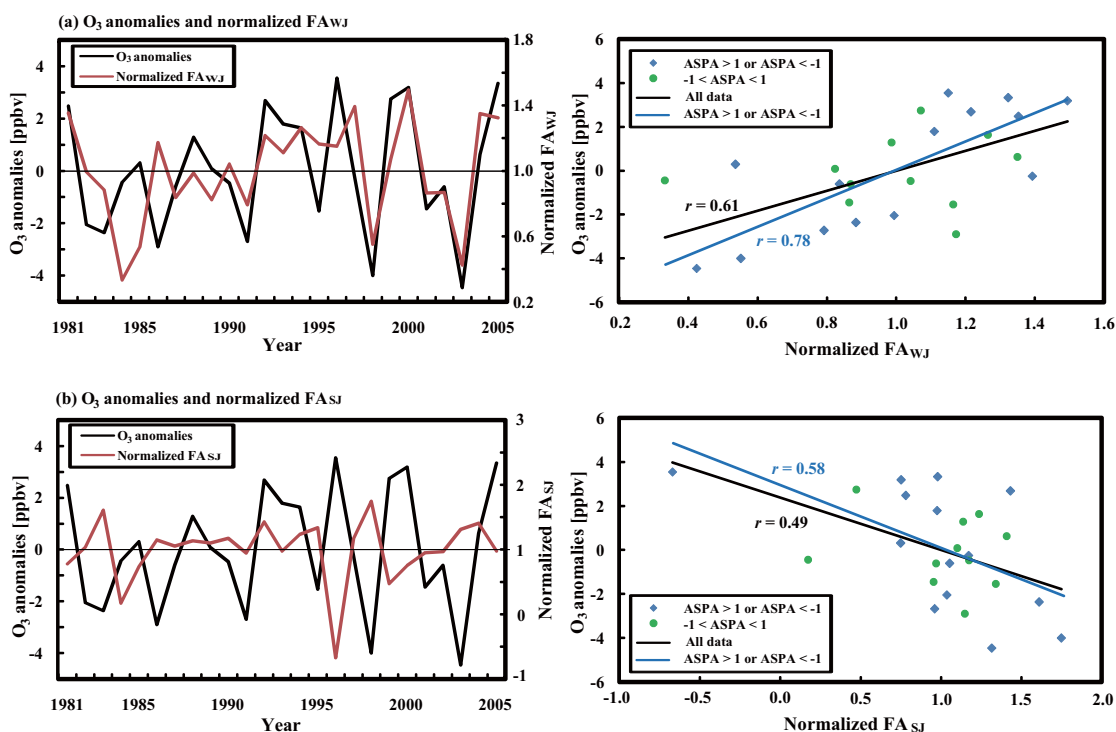 (a) O₃ anomalies and normalized FAWJ
O₃ anomalies
Normalized FAWJ
O₃ anomalies [ppbv]
4
2
0
-2
-4
1.8
1.4
1.0
0.6
0.2
Normalized FAWJ
1981
1985
1990
1995
2000
2005
Year
ASPA > 1 or ASPA < -1
-1 < ASPA < 1
All data
ASPA > 1 or ASPA < -1
r = 0.61
r = 0.78
O₃ anomalies [ppbv]
6
4
2
0
-2
-4
-6
0.2
0.4
0.6
0.8
1.0
1.2
1.4
1.6
Normalized FAWJ
(b) O₃ anomalies and normalized FASJ
O₃ anomalies
Normalized FASJ
O₃ anomalies [ppbv]
4
2
0
-2
-4
3
2
1
0
-1
Normalized FASJ
1981
1985
1990
1995
2000
2005
Year
r = 0.58
r = 0.49
ASPA > 1 or ASPA < -1
-1 < ASPA < 1
All data
ASPA > 1 or ASPA < -1
O₃ anomalies [ppbv]
6
4
2
0
-2
-4
-6
-1.0
-0.5
0.0
0.5
1.0
1.5
2.0
Normalized FASJ